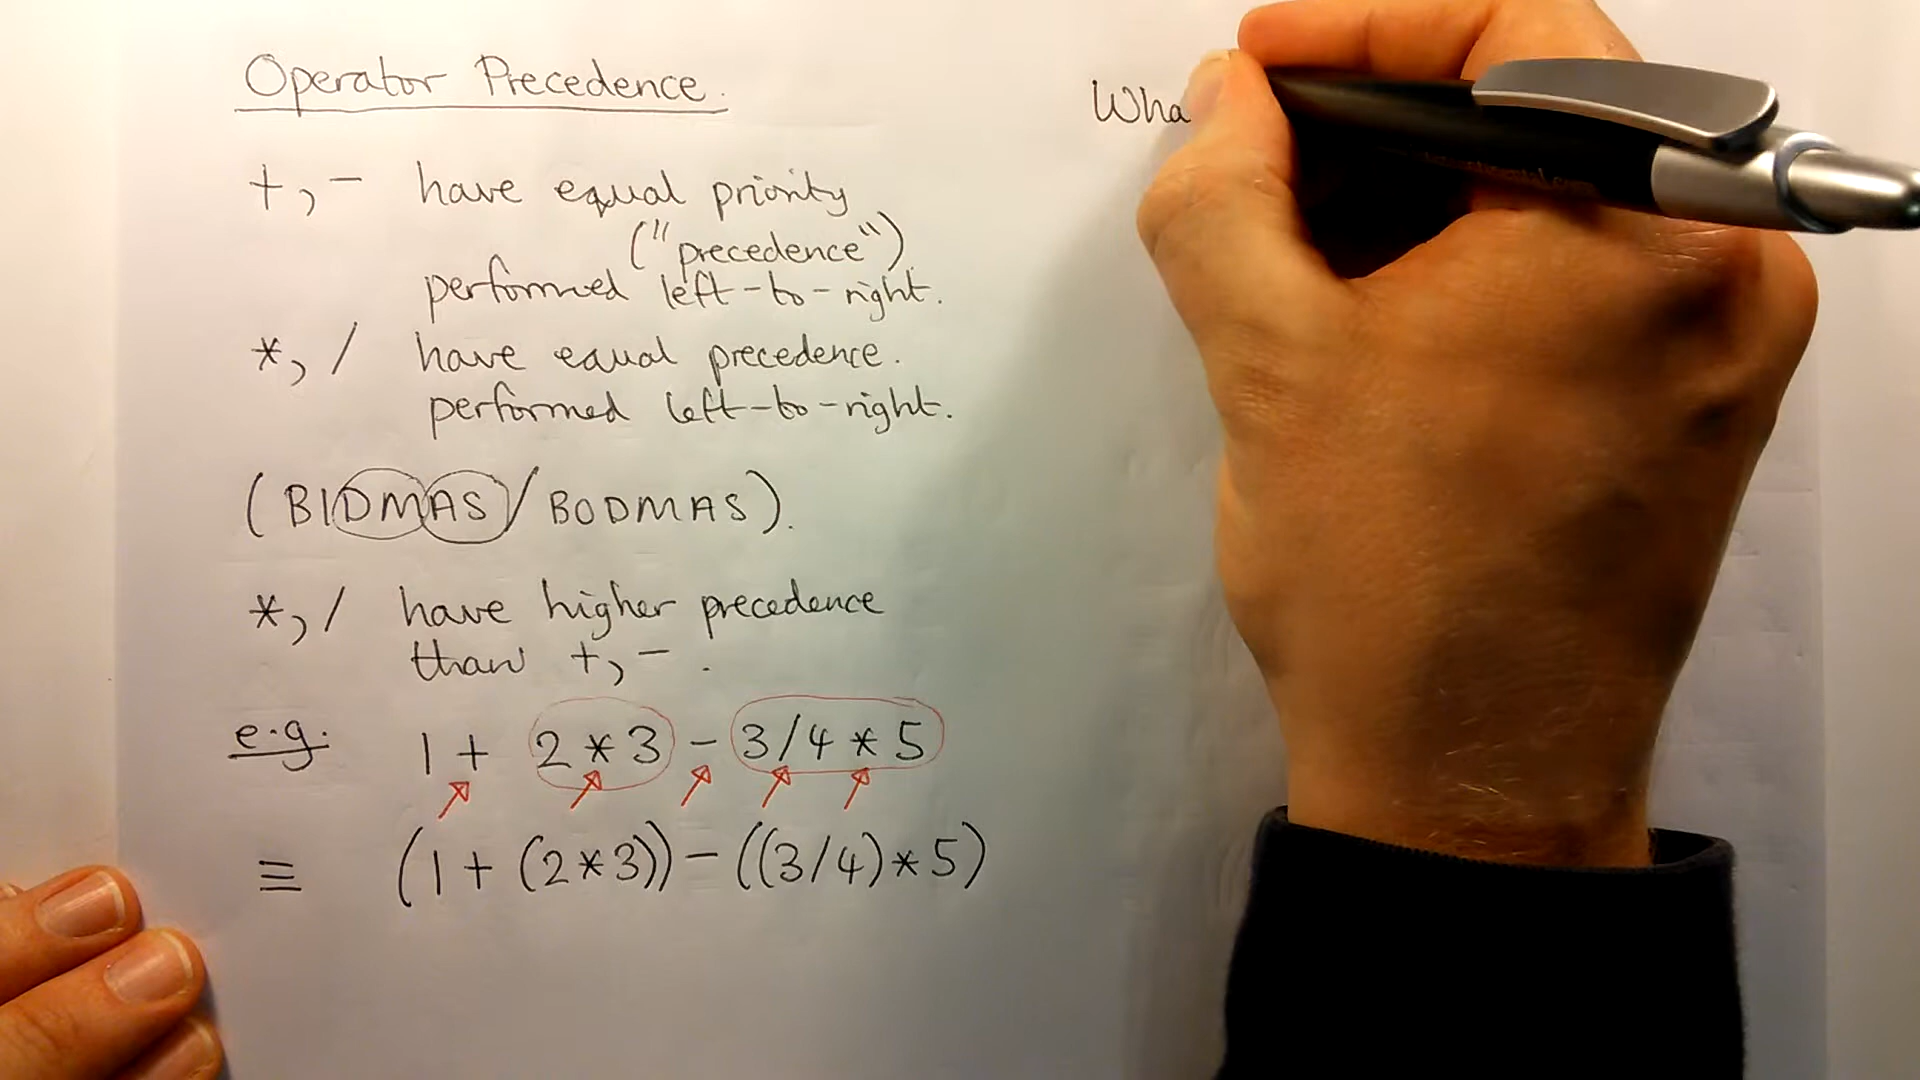 Operator Precedence.
+, - have equal priority
("precedence")
performed left-to-right.
*, / have equal precedence.
performed left-to-right.
(BIDMAS/BODMAS).
*, / have higher precedence
than +, - .
e.g. 1 + 2 * 3 - 3/4 * 5
≡ (1 + (2*3)) - ((3/4)*5)
Wha